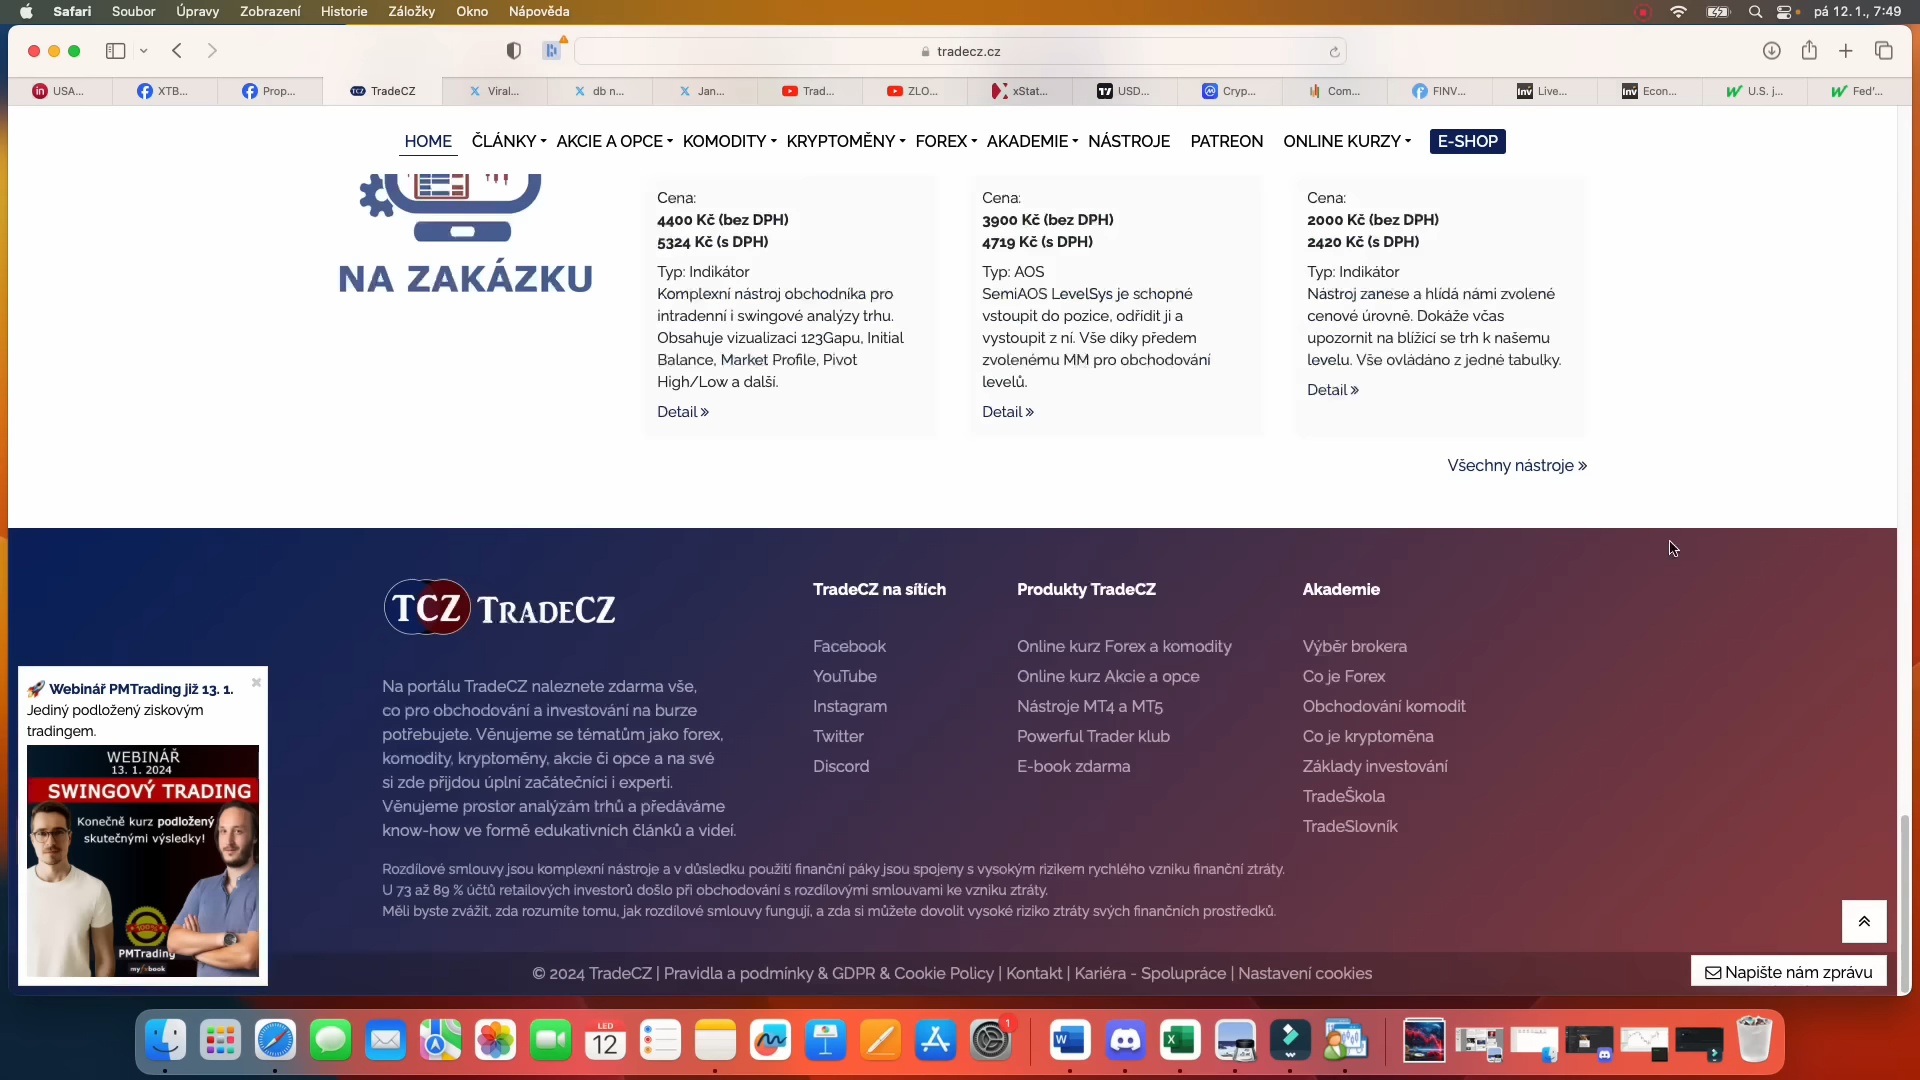 Safari Soubor Úpravy Zobrazení Historie Záložky Okno Nápověda pá 12. 1., 7:49
tradecz.cz
USA... XTB... Prop... TradeCZ Viral... db n... Jan... Trad... ZLO... xStat... USD... Cryp... Com... FINV... Live... Econ... U.S. j... Fed'...
HOME ČLÁNKY AKCIE A OPCE KOMODITY KRYPTOMĚNY FOREX AKADEMIE NÁSTROJE PATREON ONLINE KURZY E-SHOP
NA ZAKÁZKU
Cena:
4400 Kč (bez DPH)
5324 Kč (s DPH)
Typ: Indikátor
Komplexní nástroj obchodníka pro
intradenní i swingové analýzy trhu.
Obsahuje vizualizaci 123Gapu, Initial
Balance, Market Profile, Pivot
High/Low a další.
Detail »
Cena:
3900 Kč (bez DPH)
4719 Kč (s DPH)
Typ: AOS
SemiAOS LevelSys je schopné
vstoupit do pozice, odřídit ji a
vystoupit z ní. Vše díky předem
zvolenému MM pro obchodování
levelů.
Detail »
Cena:
2000 Kč (bez DPH)
2420 Kč (s DPH)
Typ: Indikátor
Nástroj zanese a hlídá námi zvolené
cenové úrovně. Dokáže včas
upozornit na blížící se trh k našemu
levelu. Vše ovládáno z jedné tabulky.
Detail »
Všechny nástroje »
TCZ TRADECZ
Na portálu TradeCZ naleznete zdarma vše,
co pro obchodování a investování na burze
potřebujete. Věnujeme se tématům jako forex,
komodity, kryptoměny, akcie či opce a na své
si zde přijdou úplní začátečníci i experti.
Věnujeme prostor analýzám trhů a předáváme
know-how ve formě edukativních článků a videí.
TradeCZ na sítích
Facebook
YouTube
Instagram
Twitter
Discord
Produkty TradeCZ
Online kurz Forex a komodity
Online kurz Akcie a opce
Nástroje MT4 a MT5
Powerful Trader klub
E-book zdarma
Akademie
Výběr brokera
Co je Forex
Obchodování komodit
Co je kryptoměna
Základy investování
TradeŠkola
TradeSlovník
Rozdílové smlouvy jsou komplexní nástroje a v důsledku použití finanční páky jsou spojeny s vysokým rizikem rychlého vzniku finanční ztráty.
U 73 až 89 % účtů retailových investorů došlo při obchodování s rozdílovými smlouvami ke vzniku ztráty.
Měli byste zvážit, zda rozumíte tomu, jak rozdílové smlouvy fungují, a zda si můžete dovolit vysoké riziko ztráty svých finančních prostředků.
Webinář PMTrading již 13. 1.
Jediný podložený ziskovým
tradingem.
WEBINÁŘ
13. 1. 2024
SWINGOVÝ TRADING
Konečně kurz podložený
skutečnými výsledky!
100%
PMTrading
myfxbook
© 2024 TradeCZ | Pravidla a podmínky & GDPR & Cookie Policy | Kontakt | Kariéra - Spolupráce | Nastavení cookies
Napište nám zprávu
LED
12
1